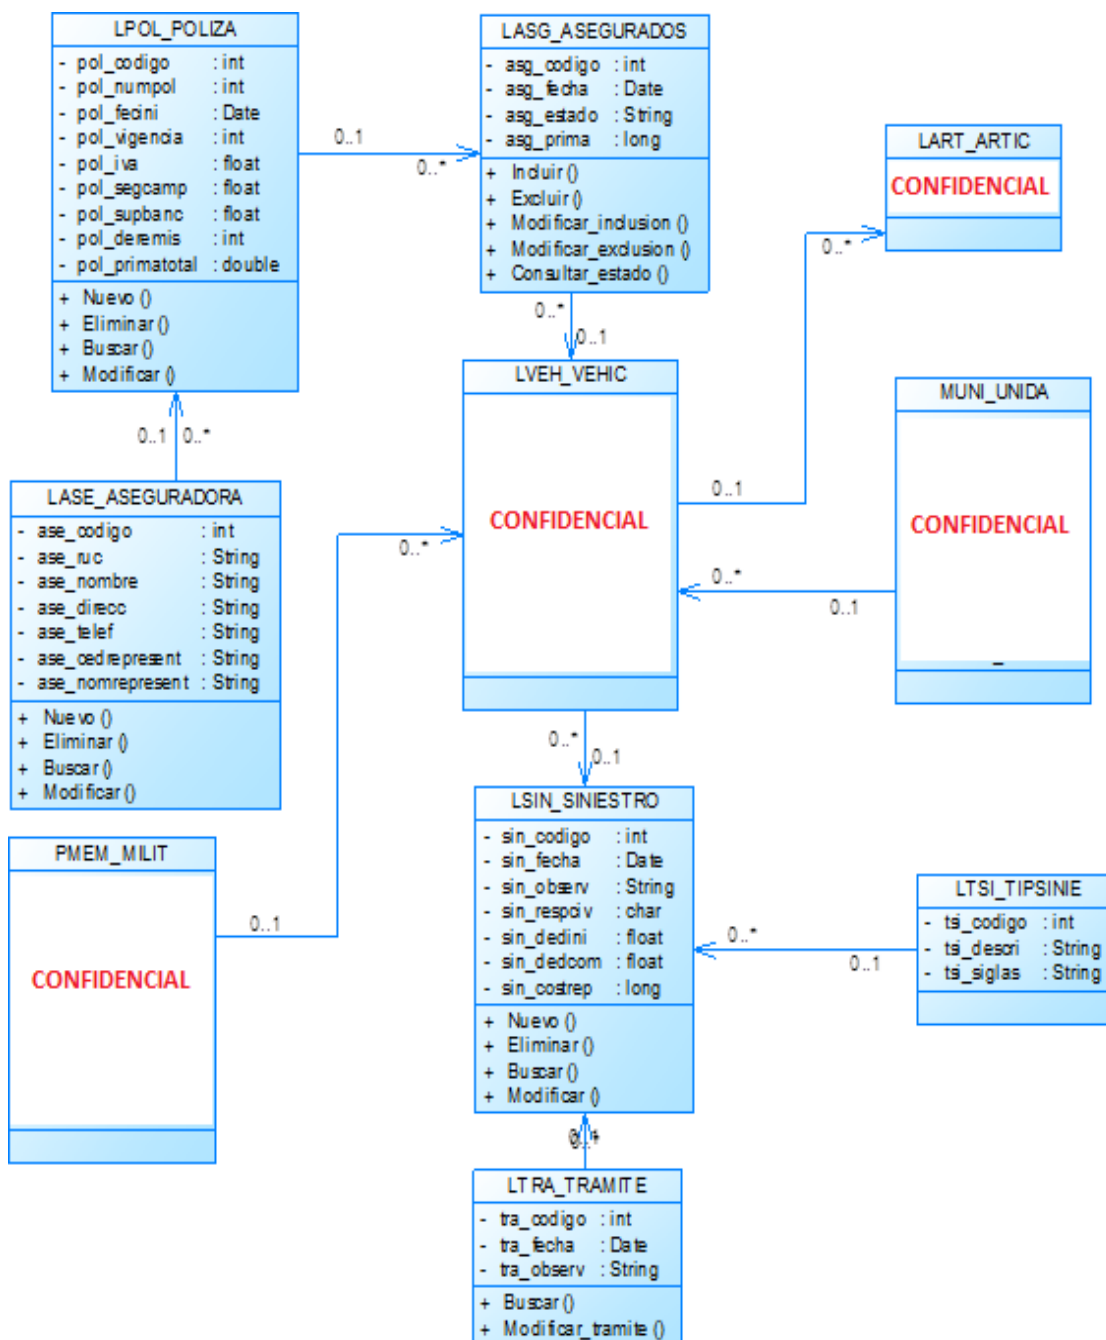 LPOL_POLIZA
- pol_codigo : int
- pol_numpol : int
- pol_fecini : Date
- pol_vigencia : int
- pol_iva : float
- pol_segcamp : float
- pol_supbanc : float
- pol_deremis : int
- pol_primatotal : double
+ Nuevo ()
+ Eliminar ()
+ Buscar ()
+ Modificar ()
0..1
0..*
LASG_ASEGURADOS
- asg_codigo : int
- asg_fecha : Date
- asg_estado : String
- asg_prima : long
+ Incluir ()
+ Excluir ()
+ Modificar_inclusion ()
+ Modificar_exclusion ()
+ Consultar_estado ()
LART_ARTIC
CONFIDENCIAL
0..*
0..*
0..1
LVEH_VEHIC
CONFIDENCIAL
0..1
MUNI_UNIDA
CONFIDENCIAL
0..1 0..*
LASE_ASEGURADORA
- ase_codigo : int
- ase_ruc : String
- ase_nombre : String
- ase_direcc : String
- ase_telef : String
- ase_cedrepresent : String
- ase_nomrepresent : String
+ Nuevo ()
+ Eliminar ()
+ Buscar ()
+ Modificar ()
0..*
0..*
0..1
0..*
0..1
PMEM_MILIT
CONFIDENCIAL
0..1
LSIN_SINIESTRO
- sin_codigo : int
- sin_fecha : Date
- sin_observ : String
- sin_respciv : char
- sin_dedini : float
- sin_dedcom : float
- sin_costrep : long
+ Nuevo ()
+ Eliminar ()
+ Buscar ()
+ Modificar ()
0..*
0..1
LTSI_TIPSINIE
- tsi_codigo : int
- tsi_descri : String
- tsi_siglas : String
LTRA_TRAMITE
- tra_codigo : int
- tra_fecha : Date
- tra_observ : String
+ Buscar ()
+ Modificar_tramite ()